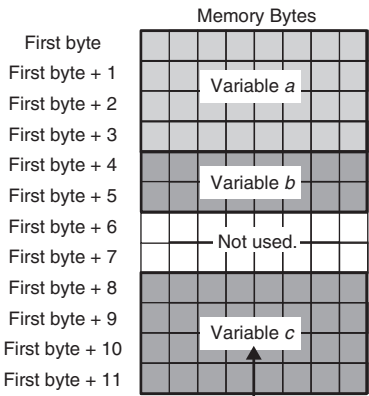 Memory Bytes
First byte
First byte + 1
Variable a
First byte + 2
First byte + 3
First byte + 4
Variable b
First byte + 5
First byte + 6
Not used.
First byte + 7
First byte + 8
First byte + 9
Variable c
First byte + 10
First byte + 11